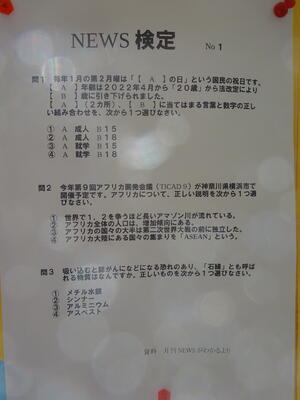 NEWS 検定 No 1
問1 毎年1月の第2月曜は「【 A 】の日」という国民の祝日です。
【 A 】年齢は2022年4月から「20歳」から法改正により
【 B 】歳に引き下げられました。
【 A 】(2カ所)、【 B 】に当てはまる言葉と数字の正し
い組み合わせを、次から1つ選びなさい。
① A 成人 B 15
② A 成人 B 18
③ A 就学 B 15
④ A 就学 B 18
問2 今年第9回アフリカ開発会議(TICAD9)が神奈川県横浜市で
開催予定です。アフリカについて、正しい説明を次から1つ選
びなさい。
① 世界で1、2を争うほど長いアマゾン川が流れている。
② アフリカ全体の人口は、増加傾向にある。
③ アフリカの国々の大半は第二次世界大戦の前に独立した。
④ アフリカ大陸にある国々の集まりを「ASEAN」という。
問3 吸い込むと肺がんになどになる恐れのあり、「石綿」とも呼ば
れる物質はなんですか。正しいものを次から1つ選びなさい。
① メチル水銀
② シンナー
③ アルミニウム
④ アスベスト
資料 月刊NEWSがわかるより